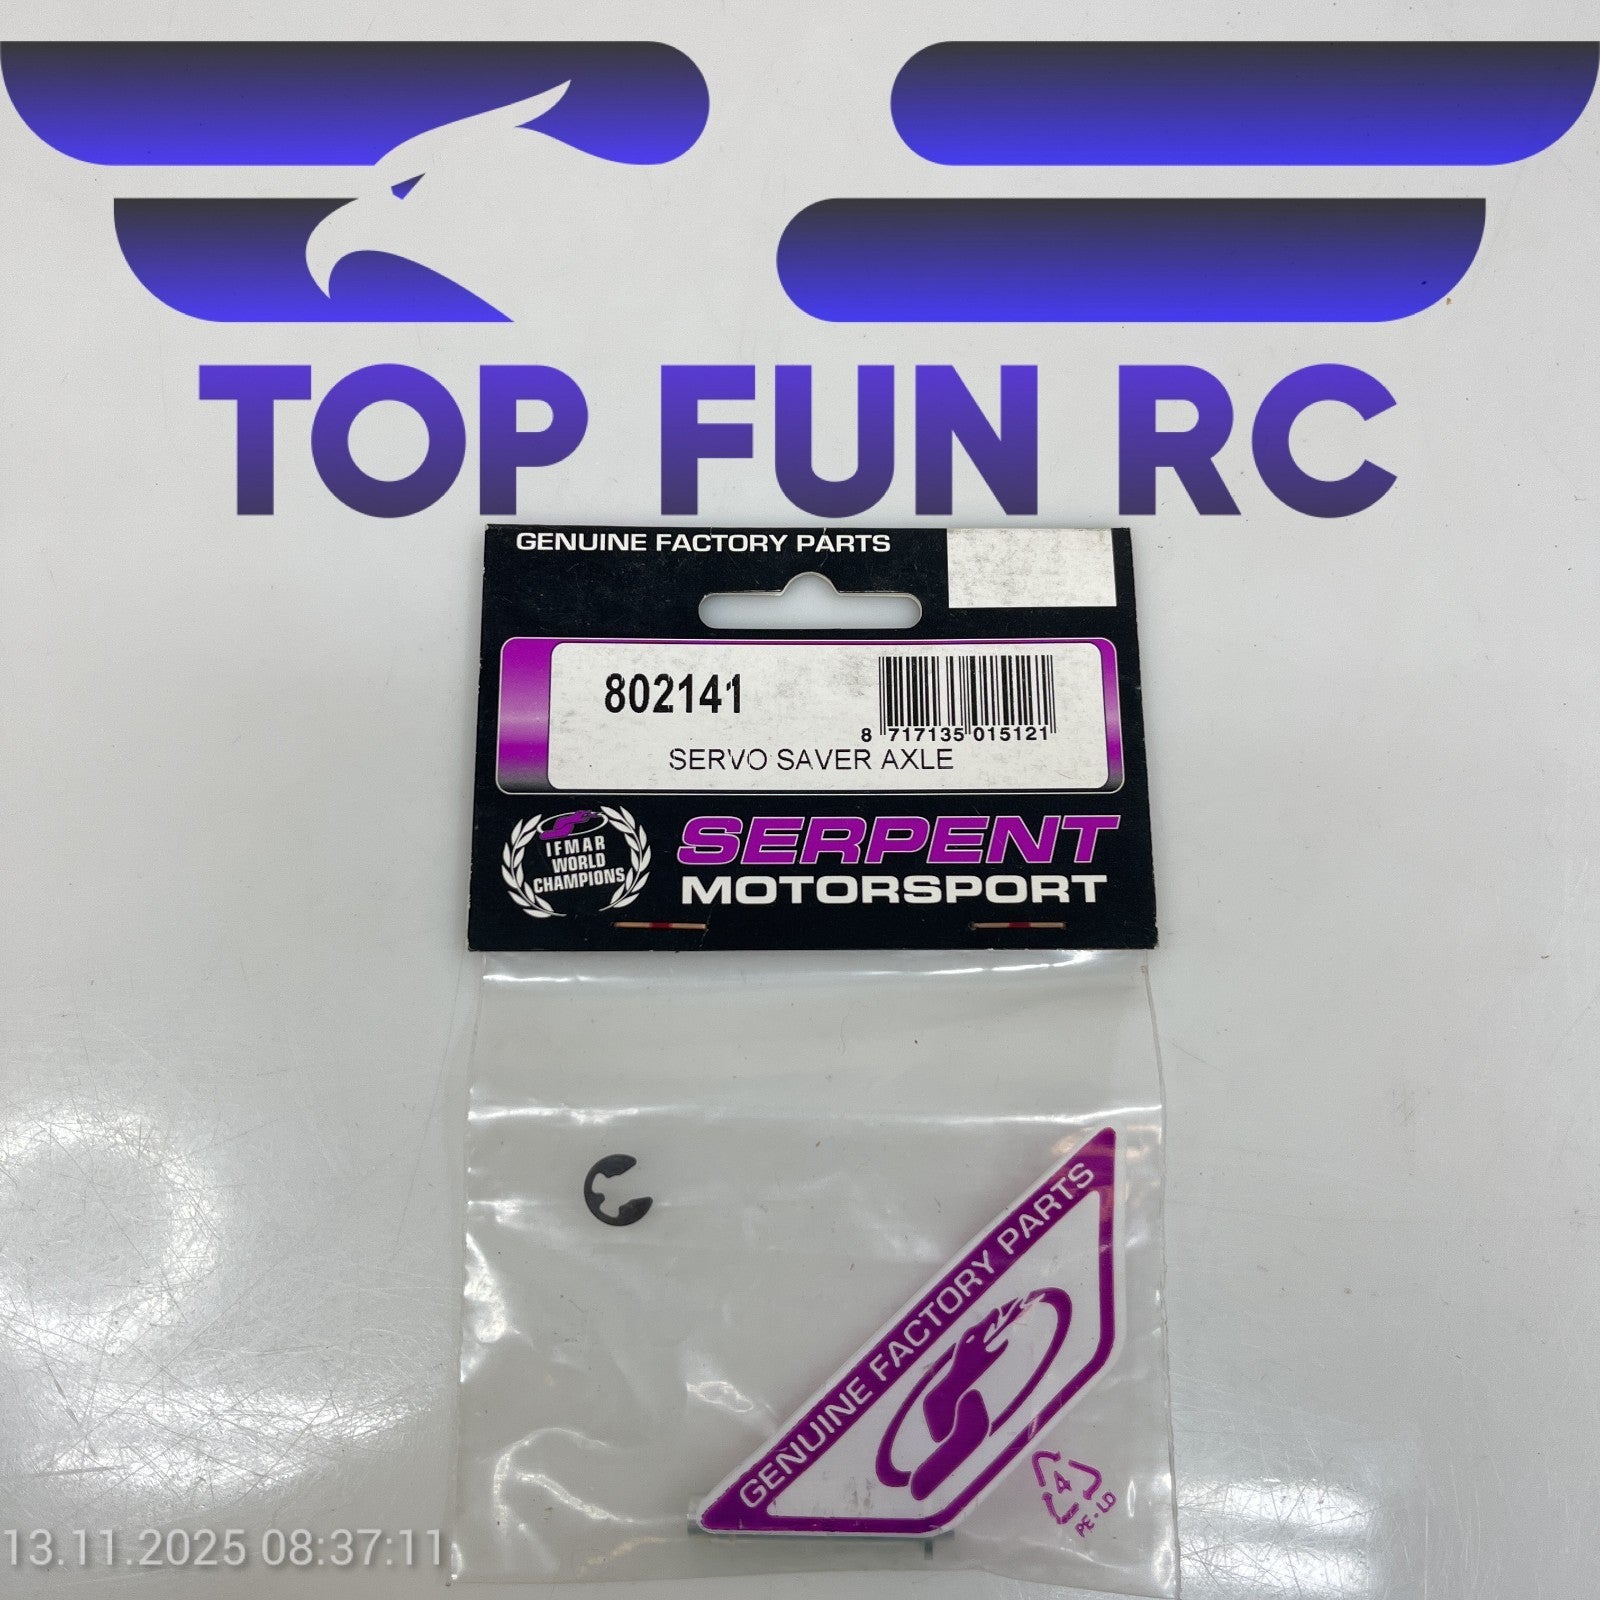 TOP FUN RC
GENUINE FACTORY PARTS
802141
8 717135 015121
SERVO SAVER AXLE
IFMAR
WORLD
CHAMPIONS
SERPENT
MOTORSPORT
GENUINE FACTORY PARTS
4
PE-LD
13.11.2025 08:37:11